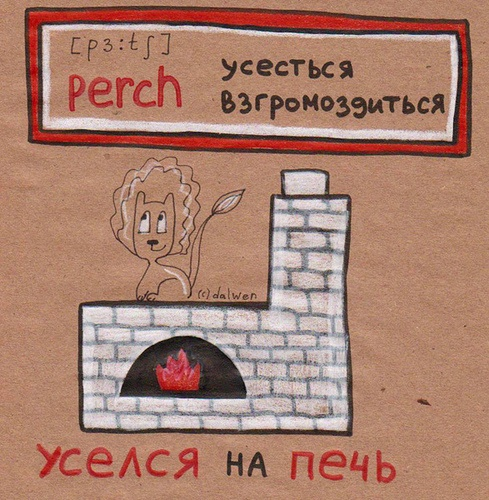 [pɜ:tʃ]
perch
усесться
взгромоздиться
(c) dalwen
уселся на печь